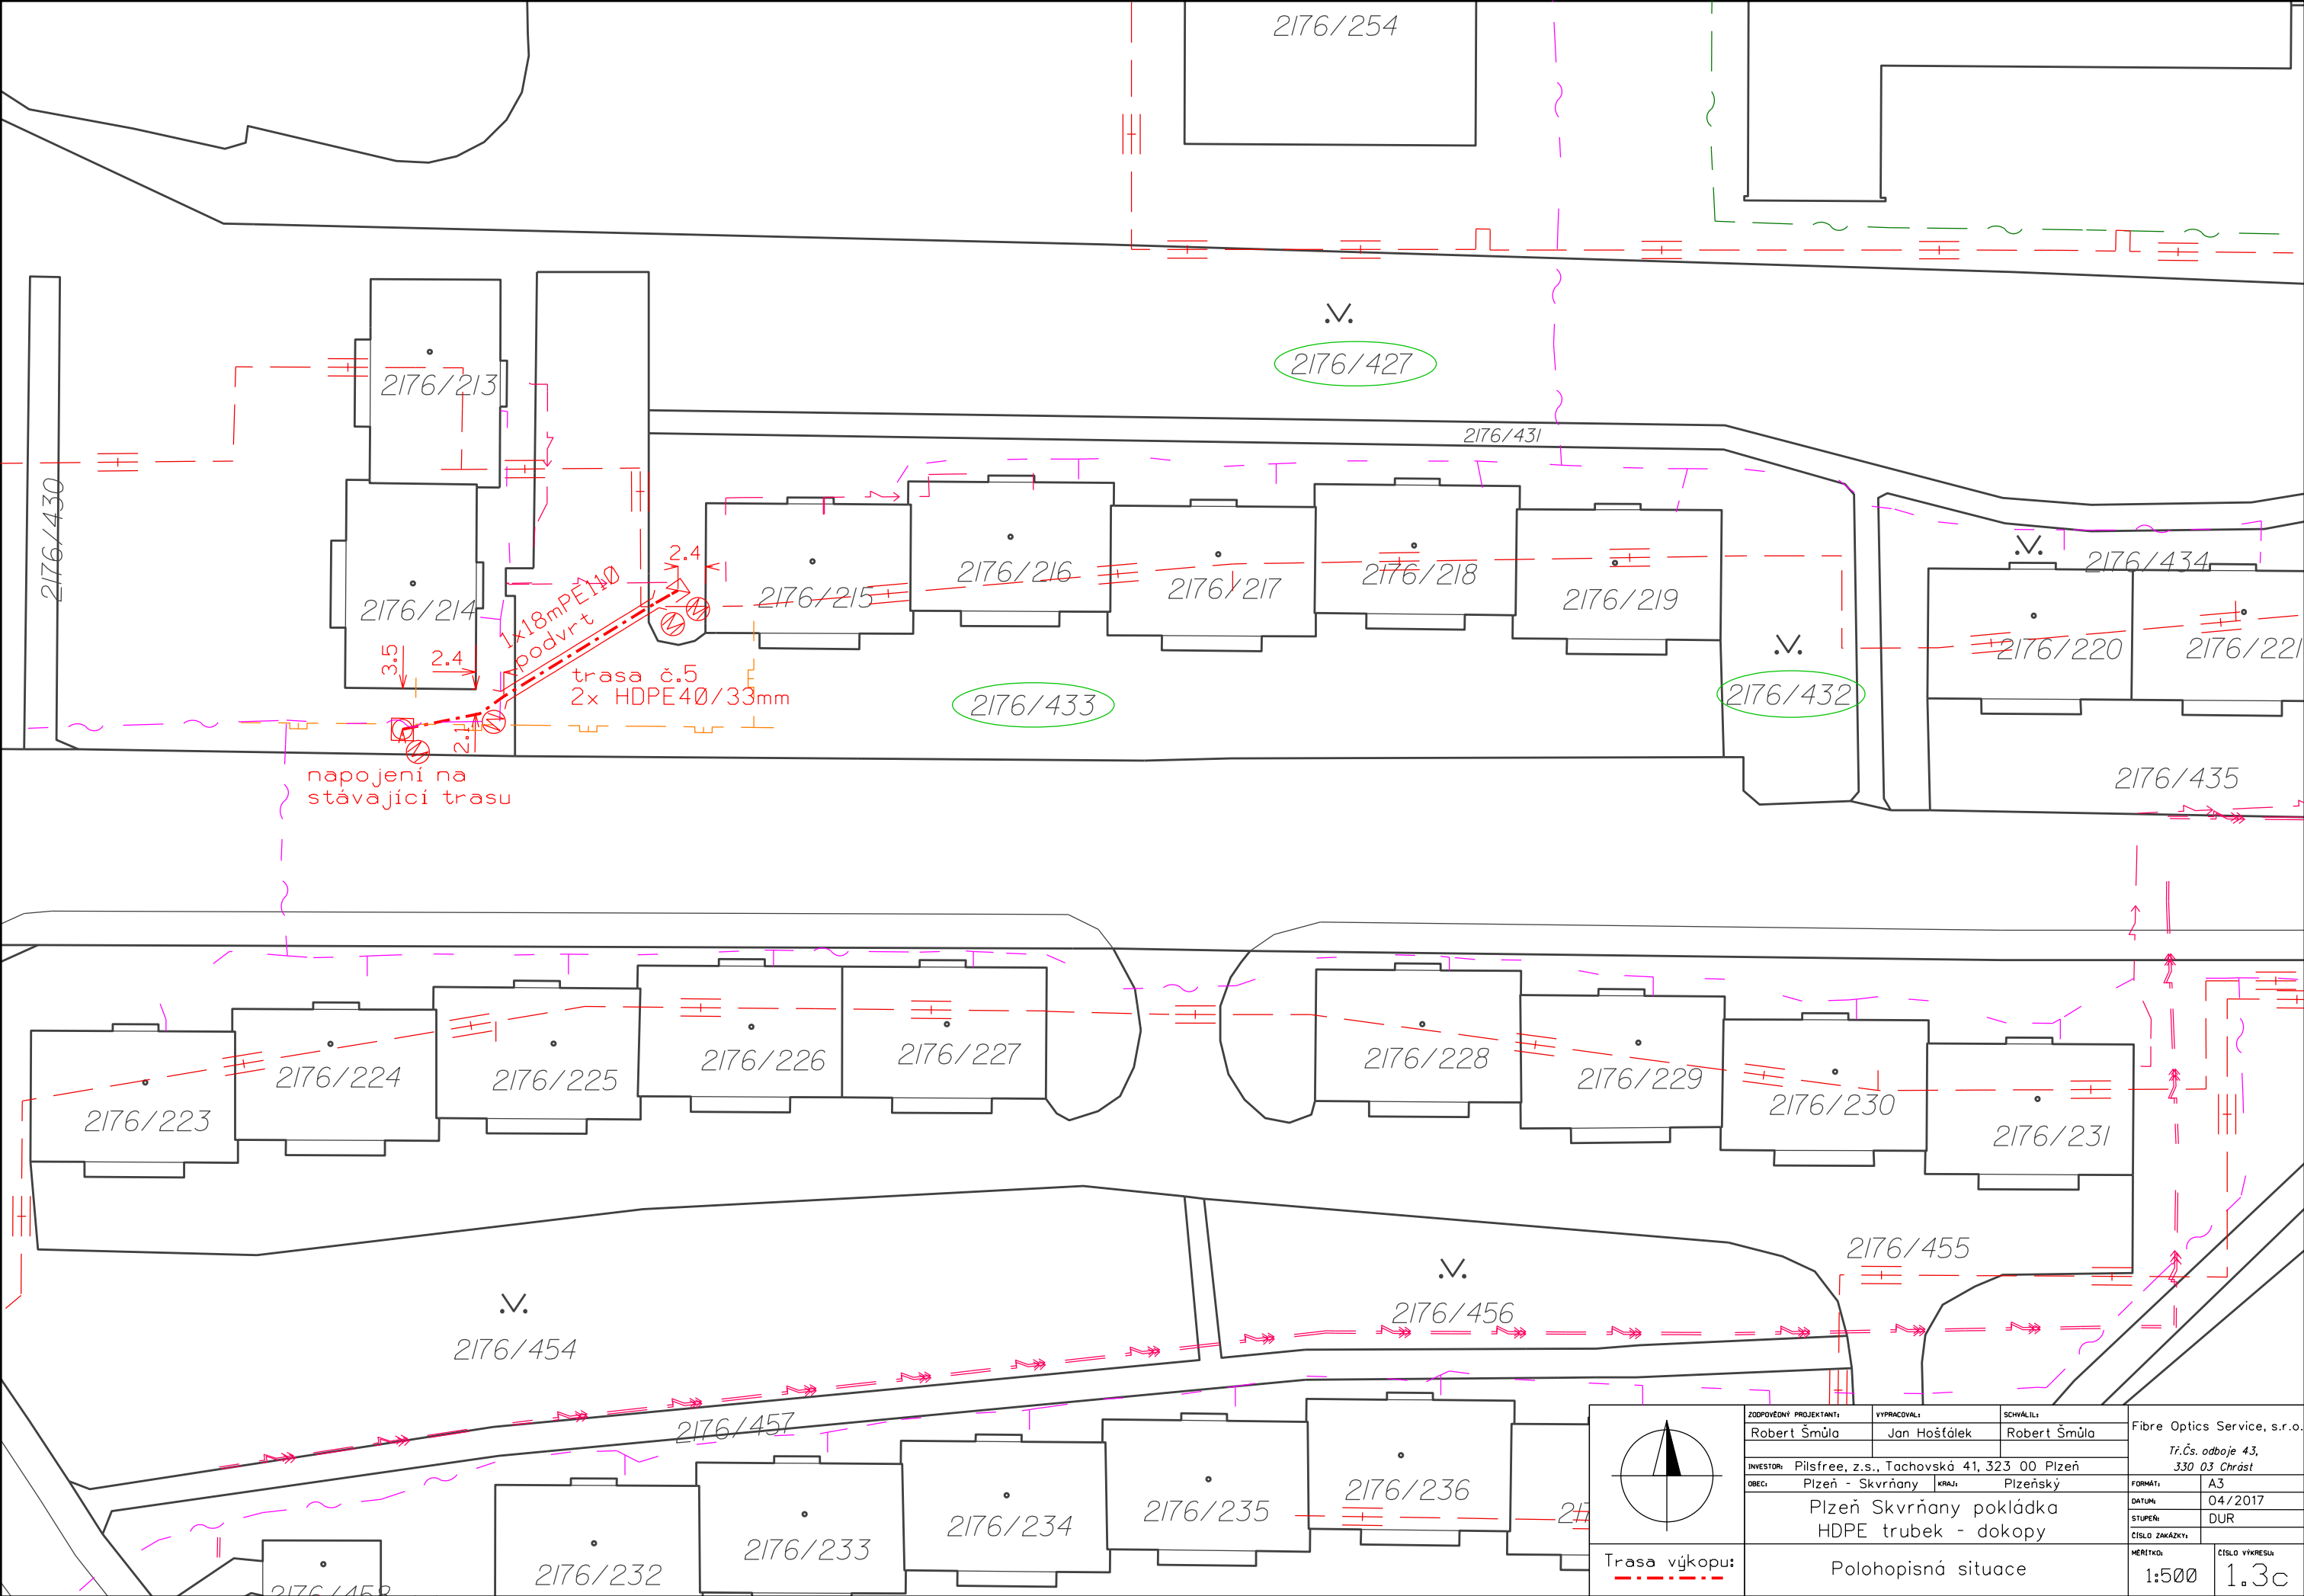 2176/254
2176/427
2176/431
2176/213
2176/430
2176/434
2.4
2176/215
2176/216
2176/217
2176/218
2176/219
2176/214
1x18mPE110
podvrt
3.5
2.4
2.1
trasa č.5
2x HDPE40/33mm
2176/433
2176/432
2176/220
2176/221
2176/435
napojení na
stávající trasu
2176/223
2176/224
2176/225
2176/226
2176/227
2176/228
2176/229
2176/230
2176/231
2176/455
2176/454
2176/456
2176/457
2176/458
2176/232
2176/233
2176/234
2176/235
2176/236
217
Trasa výkopu:
ZODPOVĚDNÝ PROJEKTANT:
VYPRACOVAL:
SCHVÁLIL:
Robert Šmůla
Jan Hošťálek
Robert Šmůla
INVESTOR: Pilsfree, z.s., Tachovská 41, 323 00 Plzeň
OBEC: Plzeň - Skvrňany
KRAJ: Plzeňský
Plzeň Skvrňany pokládka
HDPE trubek - dokopy
Polohopisná situace
Fibre Optics Service, s.r.o.
Tř.Čs. odboje 43,
330 03 Chrást
FORMÁT: A3
DATUM: 04/2017
STUPEŇ: DUR
ČÍSLO ZAKÁZKY:
MĚŘÍTKO:
1:500
ČÍSLO VÝKRESU:
1.3c